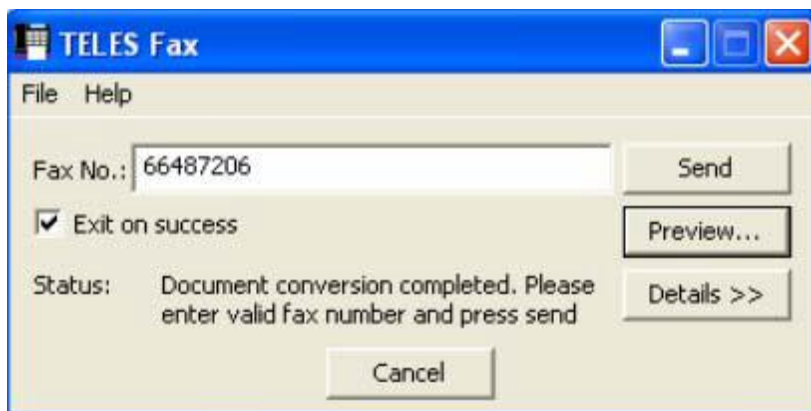 TELES Fax
File Help
Fax No.: 66487206 Send
Exit on success Preview...
Status: Document conversion completed. Please Details >>
enter valid fax number and press send
Cancel